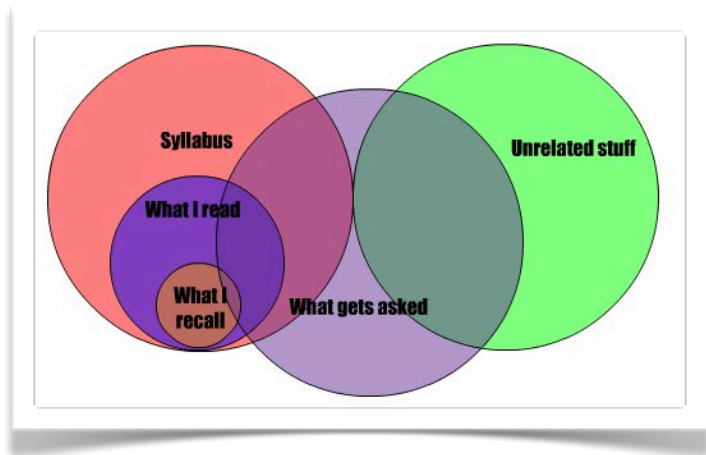 Syllabus
Unrelated stuff
What I read
What I
recall
What gets asked